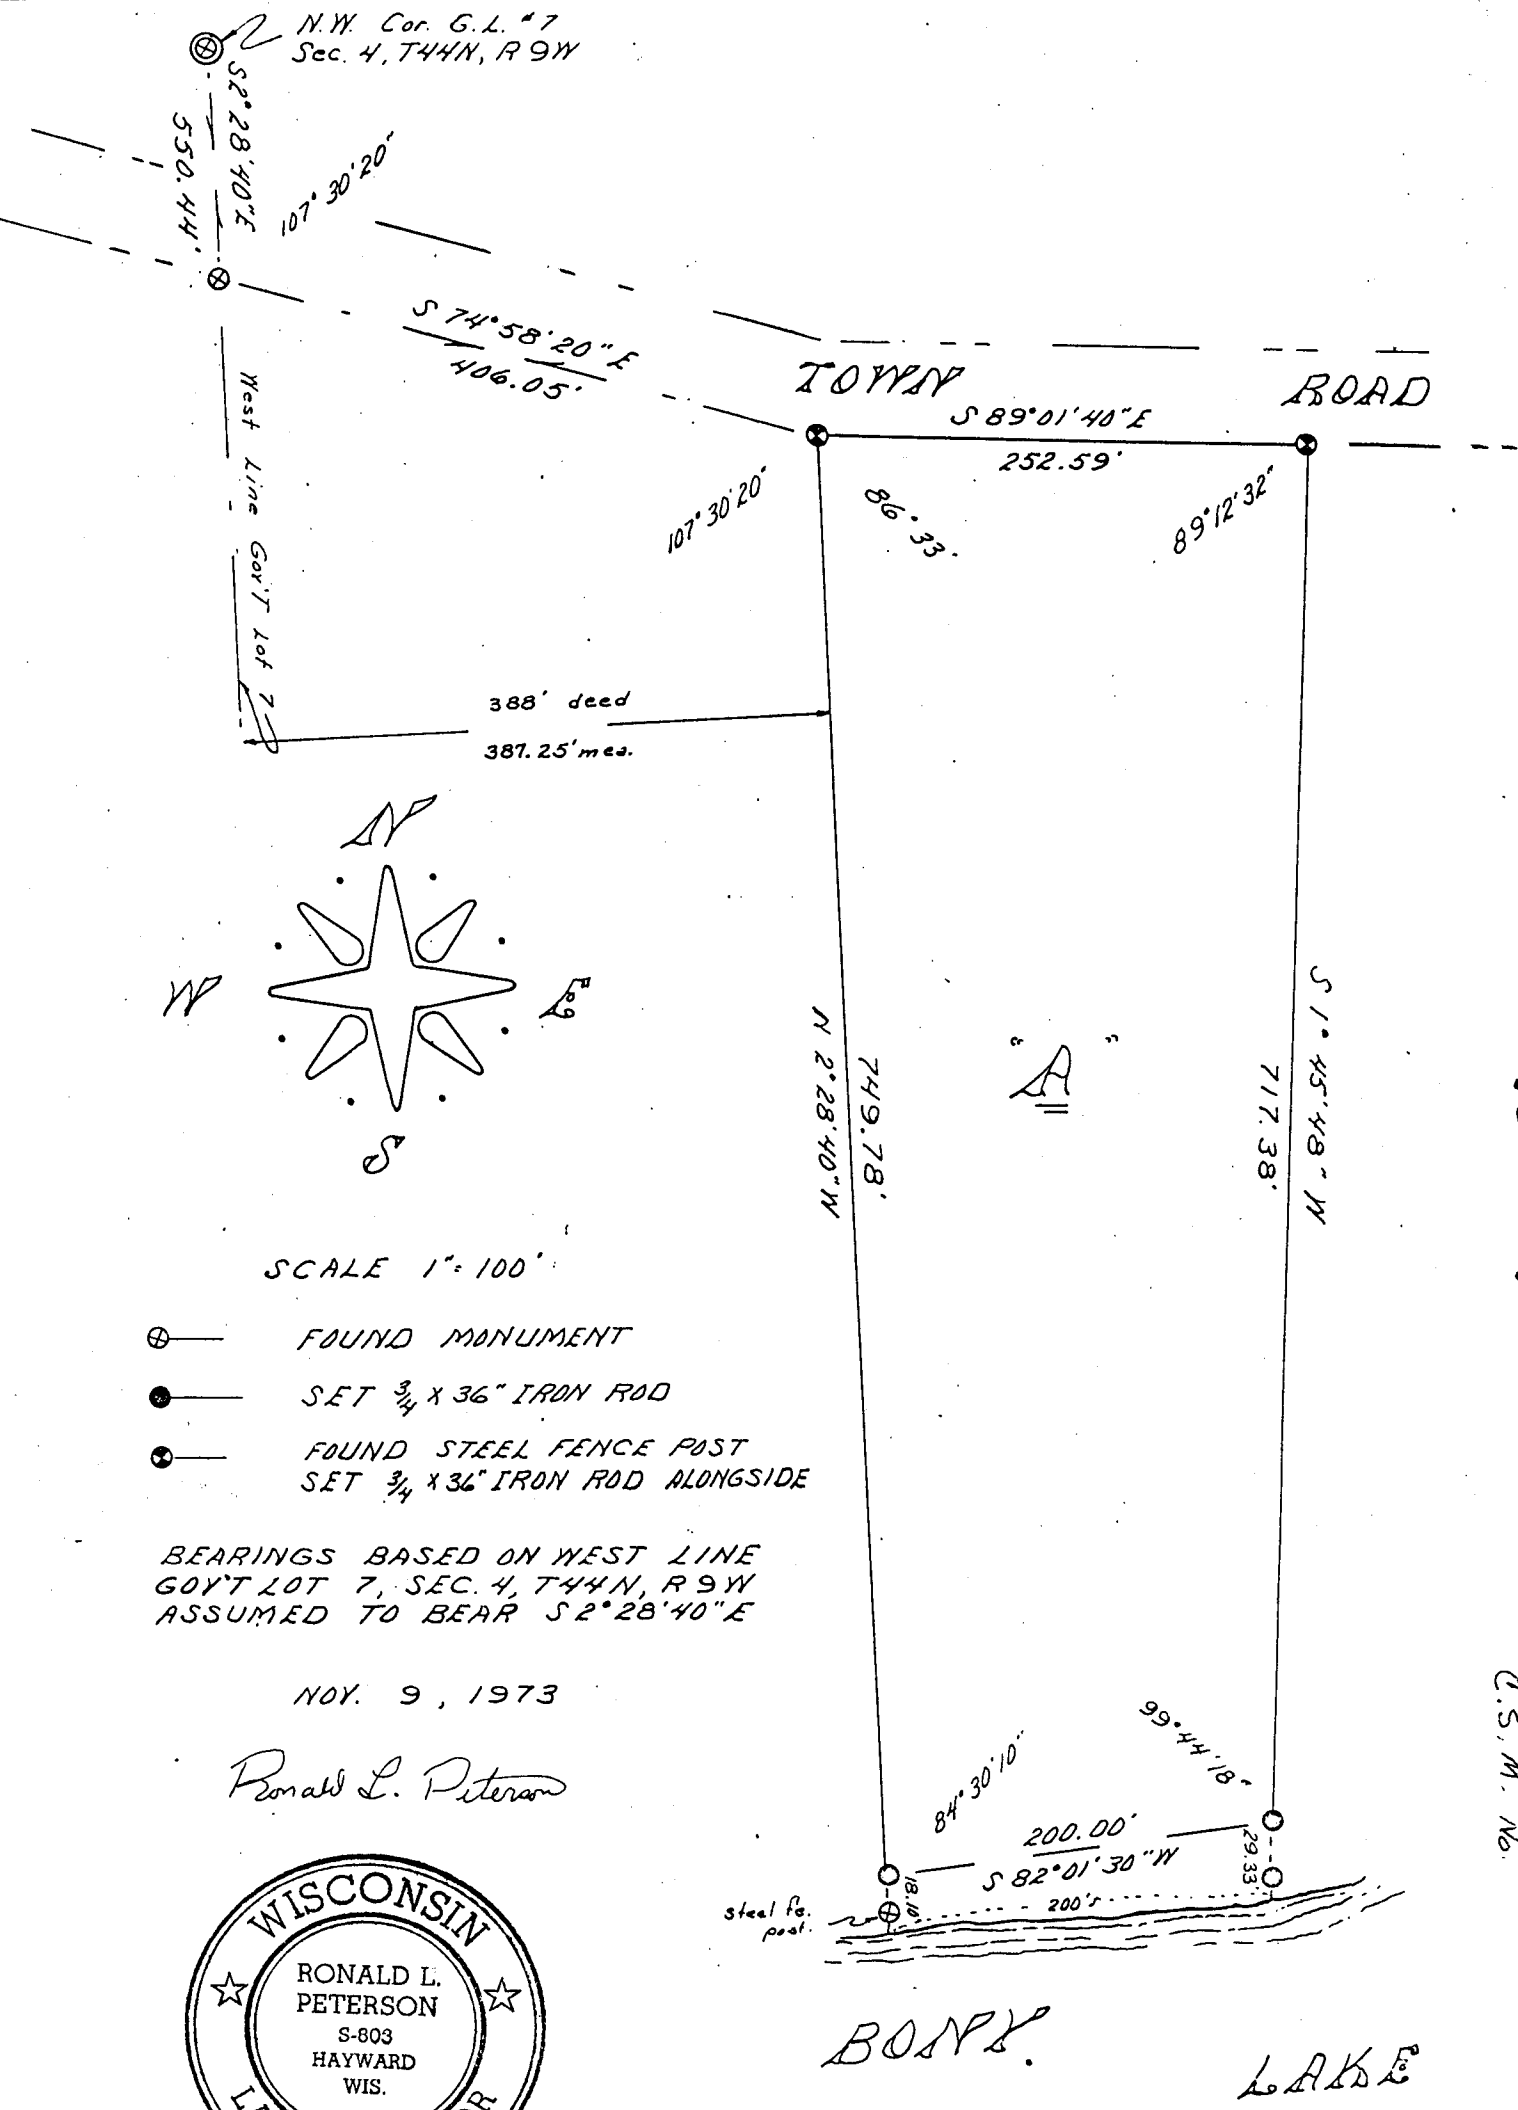 N.W. Cor. G.L. #7
Sec. 4, T44N, R 9W
S2°28'40"E
550.44'
107°30'20"
S 74°58'20"E
406.05'
TOWN ROAD
S 89°01'40"E
252.59'
107°30'20"
86°33'
89°12'32"
West Line Gov'T Lot 7
388' deed
387.25' mea.
N
W
E
S
N 2°28'40"W
749.78'
"A"
717.38'
S 1°45'48" W
SCALE 1"=100'
FOUND MONUMENT
SET 3/4 X 36" IRON ROD
FOUND STEEL FENCE POST
SET 3/4 X 36" IRON ROD ALONGSIDE
BEARINGS BASED ON WEST LINE
GOV'T LOT 7, SEC. 4, T44N, R 9W
ASSUMED TO BEAR S 2°28'40"E
NOV. 9, 1973
Ronald L. Peterson
84°30'10"
99°44'18"
200.00'
S 82°01'30"W
29.33'
18.10
200'±
steel fe.
post.
C.S.M. No.
WISCONSIN
RONALD L.
PETERSON
S-803
HAYWARD
WIS.
BONY
LAKE